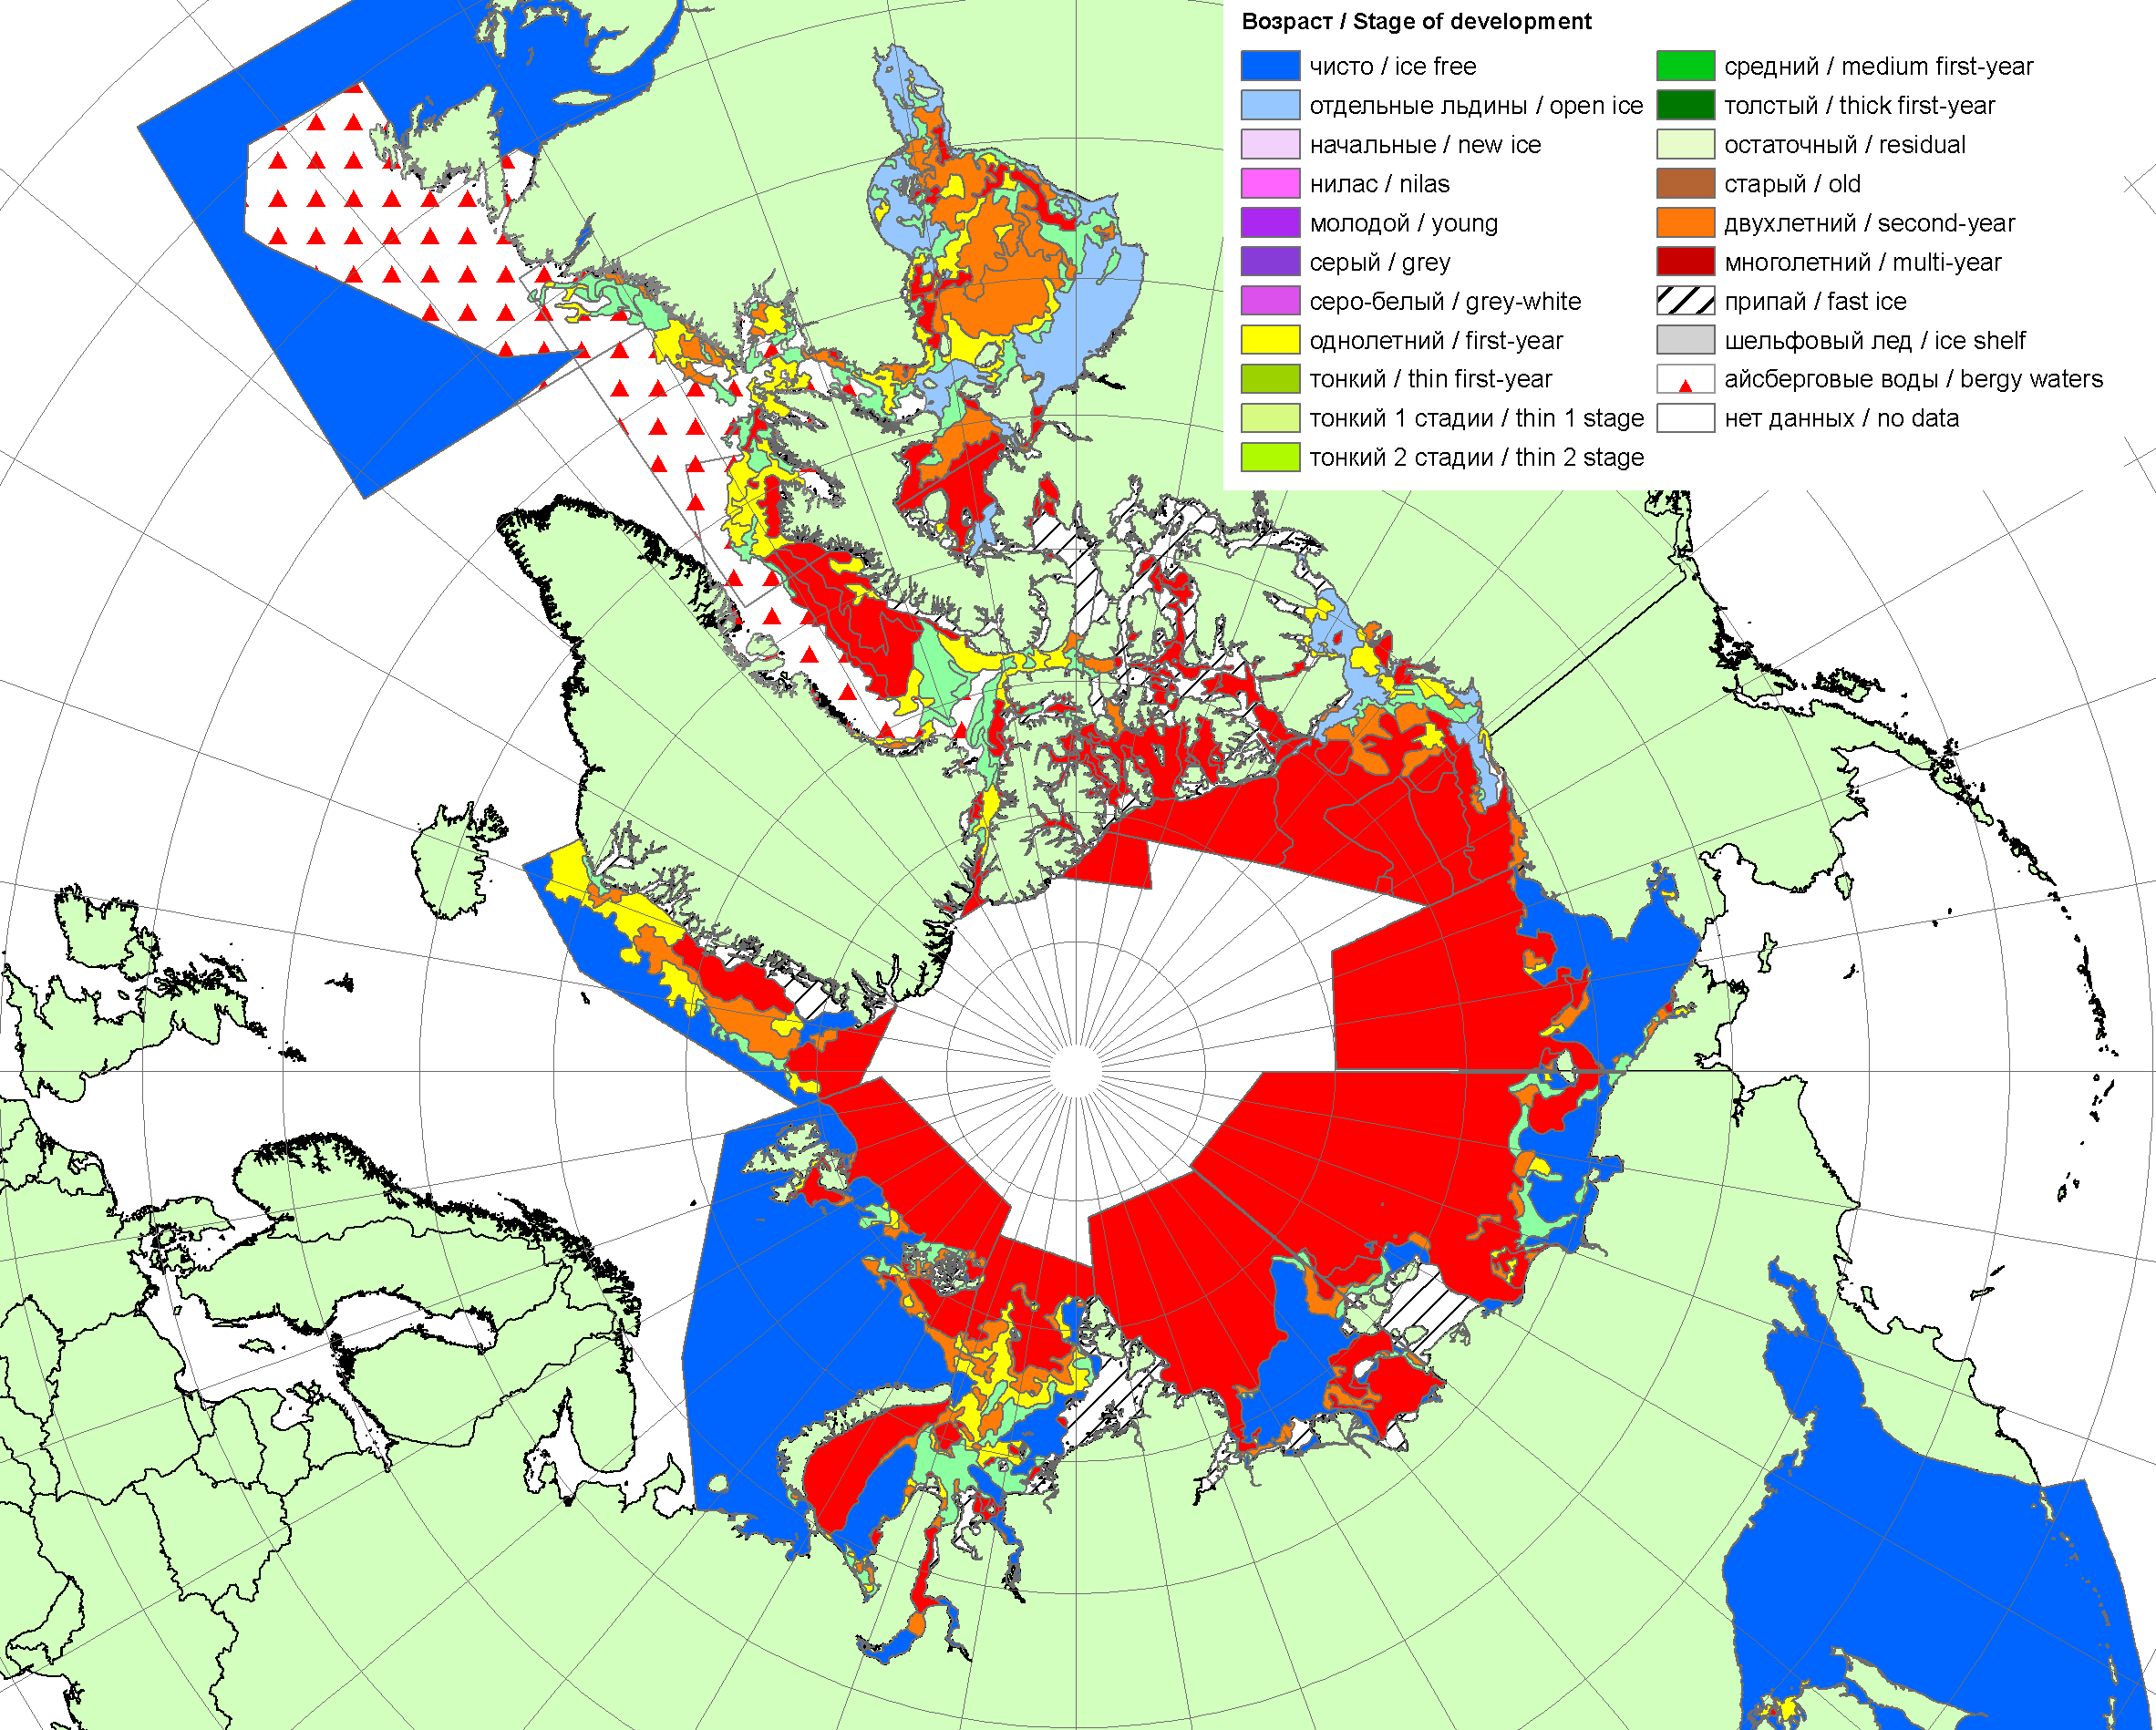 Возраст / Stage of development
чисто / ice free
отдельные льдины / open ice
начальные / new ice
нилас / nilas
молодой / young
серый / grey
серо-белый / grey-white
однолетний / first-year
тонкий / thin first-year
тонкий 1 стадии / thin 1 stage
тонкий 2 стадии / thin 2 stage
средний / medium first-year
толстый / thick first-year
остаточный / residual
старый / old
двухлетний / second-year
многолетний / multi-year
припай / fast ice
шельфовый лед / ice shelf
айсберговые воды / bergy waters
нет данных / no data